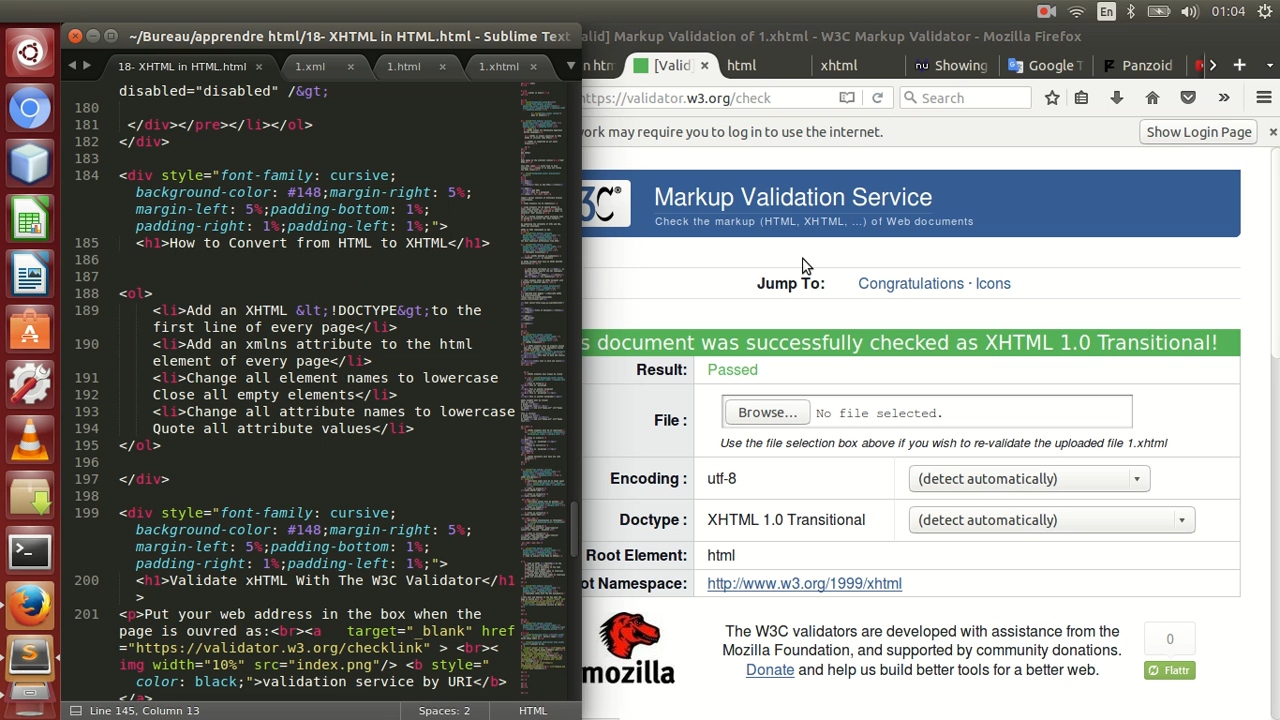 En
01:04
~/Bureau/apprendre html/18- XHTML in HTML.html - Sublime Text
alid] Markup Validation of 1.xhtml - W3C Markup Validator - Mozilla Firefox
18- XHTML in HTML.html × 1.xml × 1.html × 1.xhtml ×
in htm
[Valid × html xhtml nu Showing Google T Panzoid
ttps://validator.w3.org/check
Search
work may require you to log in to use the internet.
Show Login Page
disabled="disabled" /&gt;
180
181 </div></pre></li></ol>
182 </div>
183
184 <div style="font-family: cursive;
background-color: #148;margin-right: 5%;
margin-left: 5%;padding-bottom: 1%;
padding-right: 1%;padding-left: 1%;">
185 <h1>How to Convert from HTML to XHTML</h1>
186
187
188 <ol>
189 <li>Add an XHTML &lt;!DOCTYPE&gt;to the
first line of every page</li>
190 <li>Add an xmlns attribute to the html
element of every page</li>
191 <li>Change all element names to lowercase
192 Close all empty elements</li>
193 <li>Change all attribute names to lowercase
194 Quote all attribute values</li>
195 </ol>
196
197 </div>
198
199 <div style="font-family: cursive;
background-color: #148;margin-right: 5%;
margin-left: 5%;padding-bottom: 1%;
padding-right: 1%;padding-left: 1%;">
200 <h1>Validate xHTML With The W3C Validator</h1
>
201 <p>Put your web adress in the box when the
page is ouvred :<br><a target="_blank" href
="https://validator.w3.org/checklink" ><br><
img width="10%" src="index.png"/> <b style="
color: black;">validation service by URI</b>
</a>
Line 145, Column 13
Spaces: 2
HTML
3C®
Markup Validation Service
Check the markup (HTML, XHTML, …) of Web documents
Jump To: Congratulations · Icons
s document was successfully checked as XHTML 1.0 Transitional!
Result: Passed
File : Browse... No file selected.
Use the file selection box above if you wish to re-validate the uploaded file 1.xhtml
Encoding : utf-8 (detect automatically)
Doctype : XHTML 1.0 Transitional (detect automatically)
Root Element: html
ot Namespace: http://www.w3.org/1999/xhtml
mozilla
The W3C validators are developed with assistance from the
Mozilla Foundation, and supported by community donations.
Donate and help us build better tools for a better web.
0
Flattr